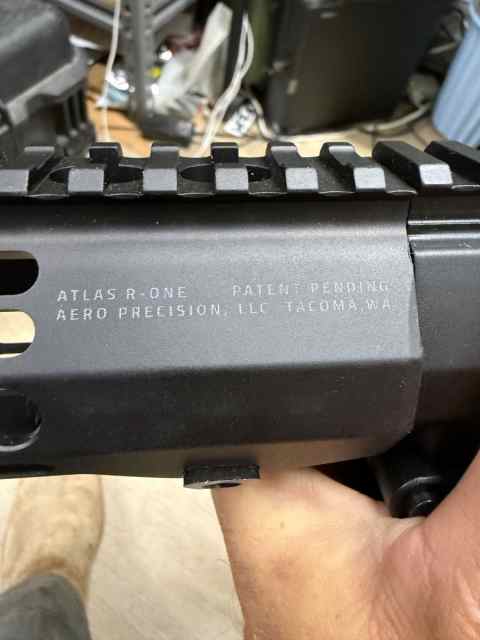 ATLAS R-ONE PATENT PENDING
AERO PRECISION, LLC TACOMA,WA